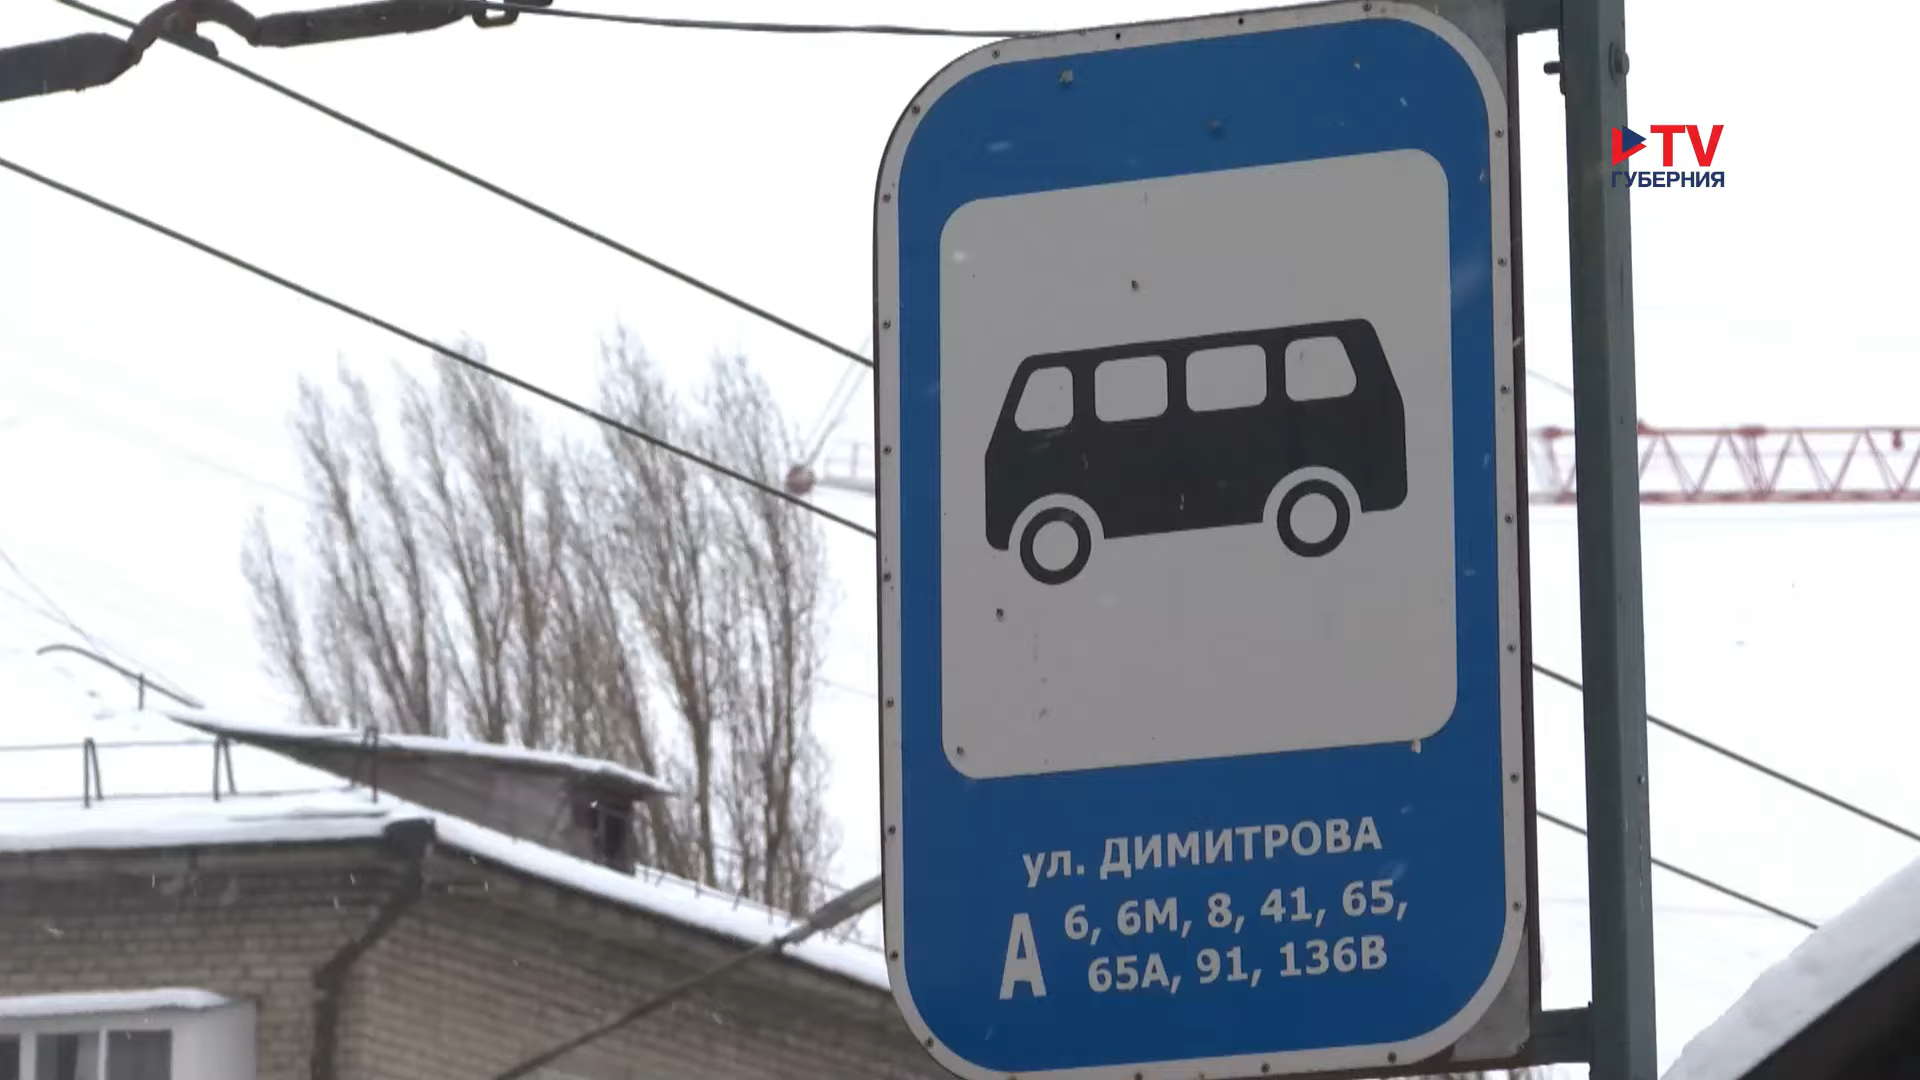 TV
ГУБЕРНИЯ
ул. ДИМИТРОВА
А 6, 6М, 8, 41, 65,
65А, 91, 136В